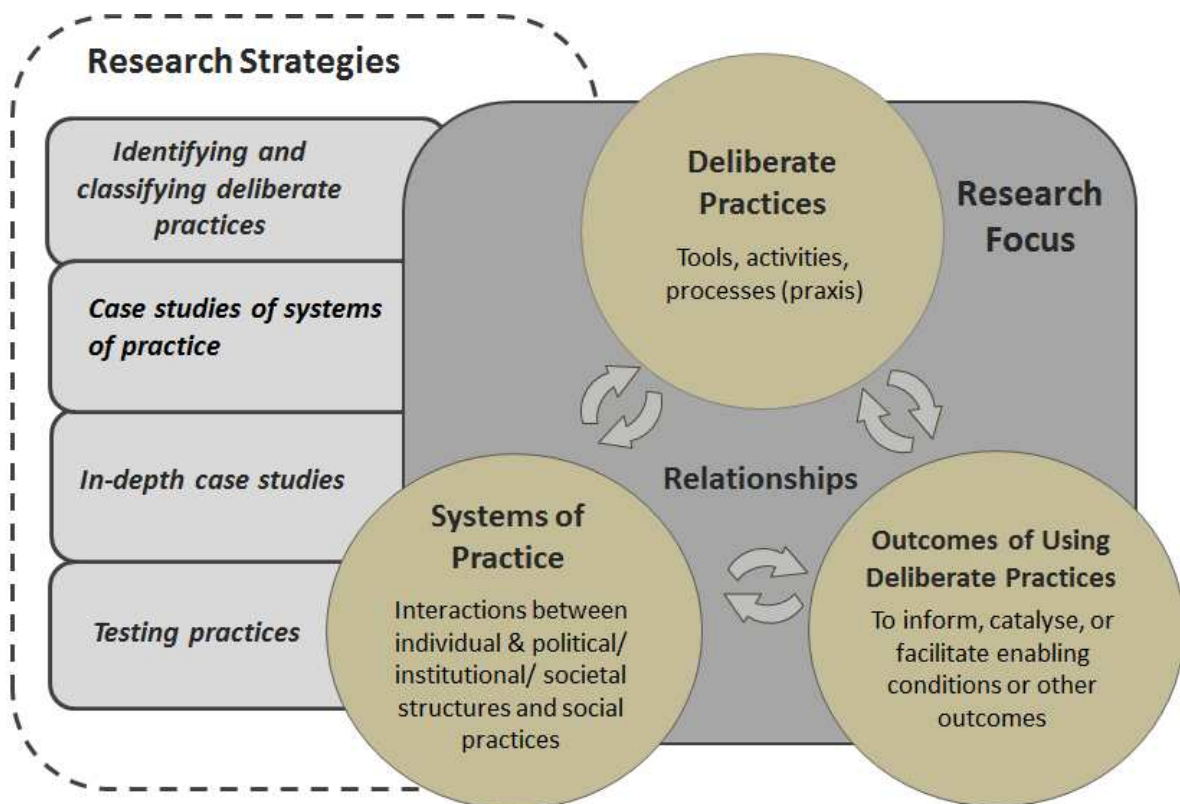 Research Strategies
Identifying and
classifying deliberate
practices
Case studies of systems
of practice
In-depth case studies
Testing practices
Deliberate
Practices
Tools, activities,
processes (praxis)
Research
Focus
Relationships
Systems of
Practice
Interactions between
individual & political/
institutional/ societal
structures and social
practices
Outcomes of Using
Deliberate Practices
To inform, catalyse, or
facilitate enabling
conditions or other
outcomes